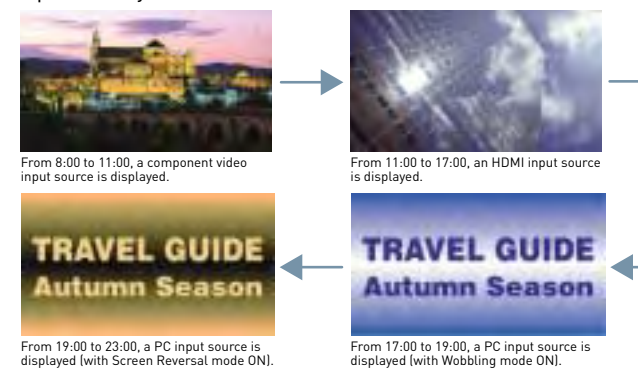 From 8:00 to 11:00, a component video
input source is displayed.
From 11:00 to 17:00, an HDMI input source
is displayed.
TRAVEL GUIDE
Autumn Season
From 19:00 to 23:00, a PC input source is
displayed (with Screen Reversal mode ON).
TRAVEL GUIDE
Autumn Season
From 17:00 to 19:00, a PC input source is
displayed (with Wobbling mode ON).